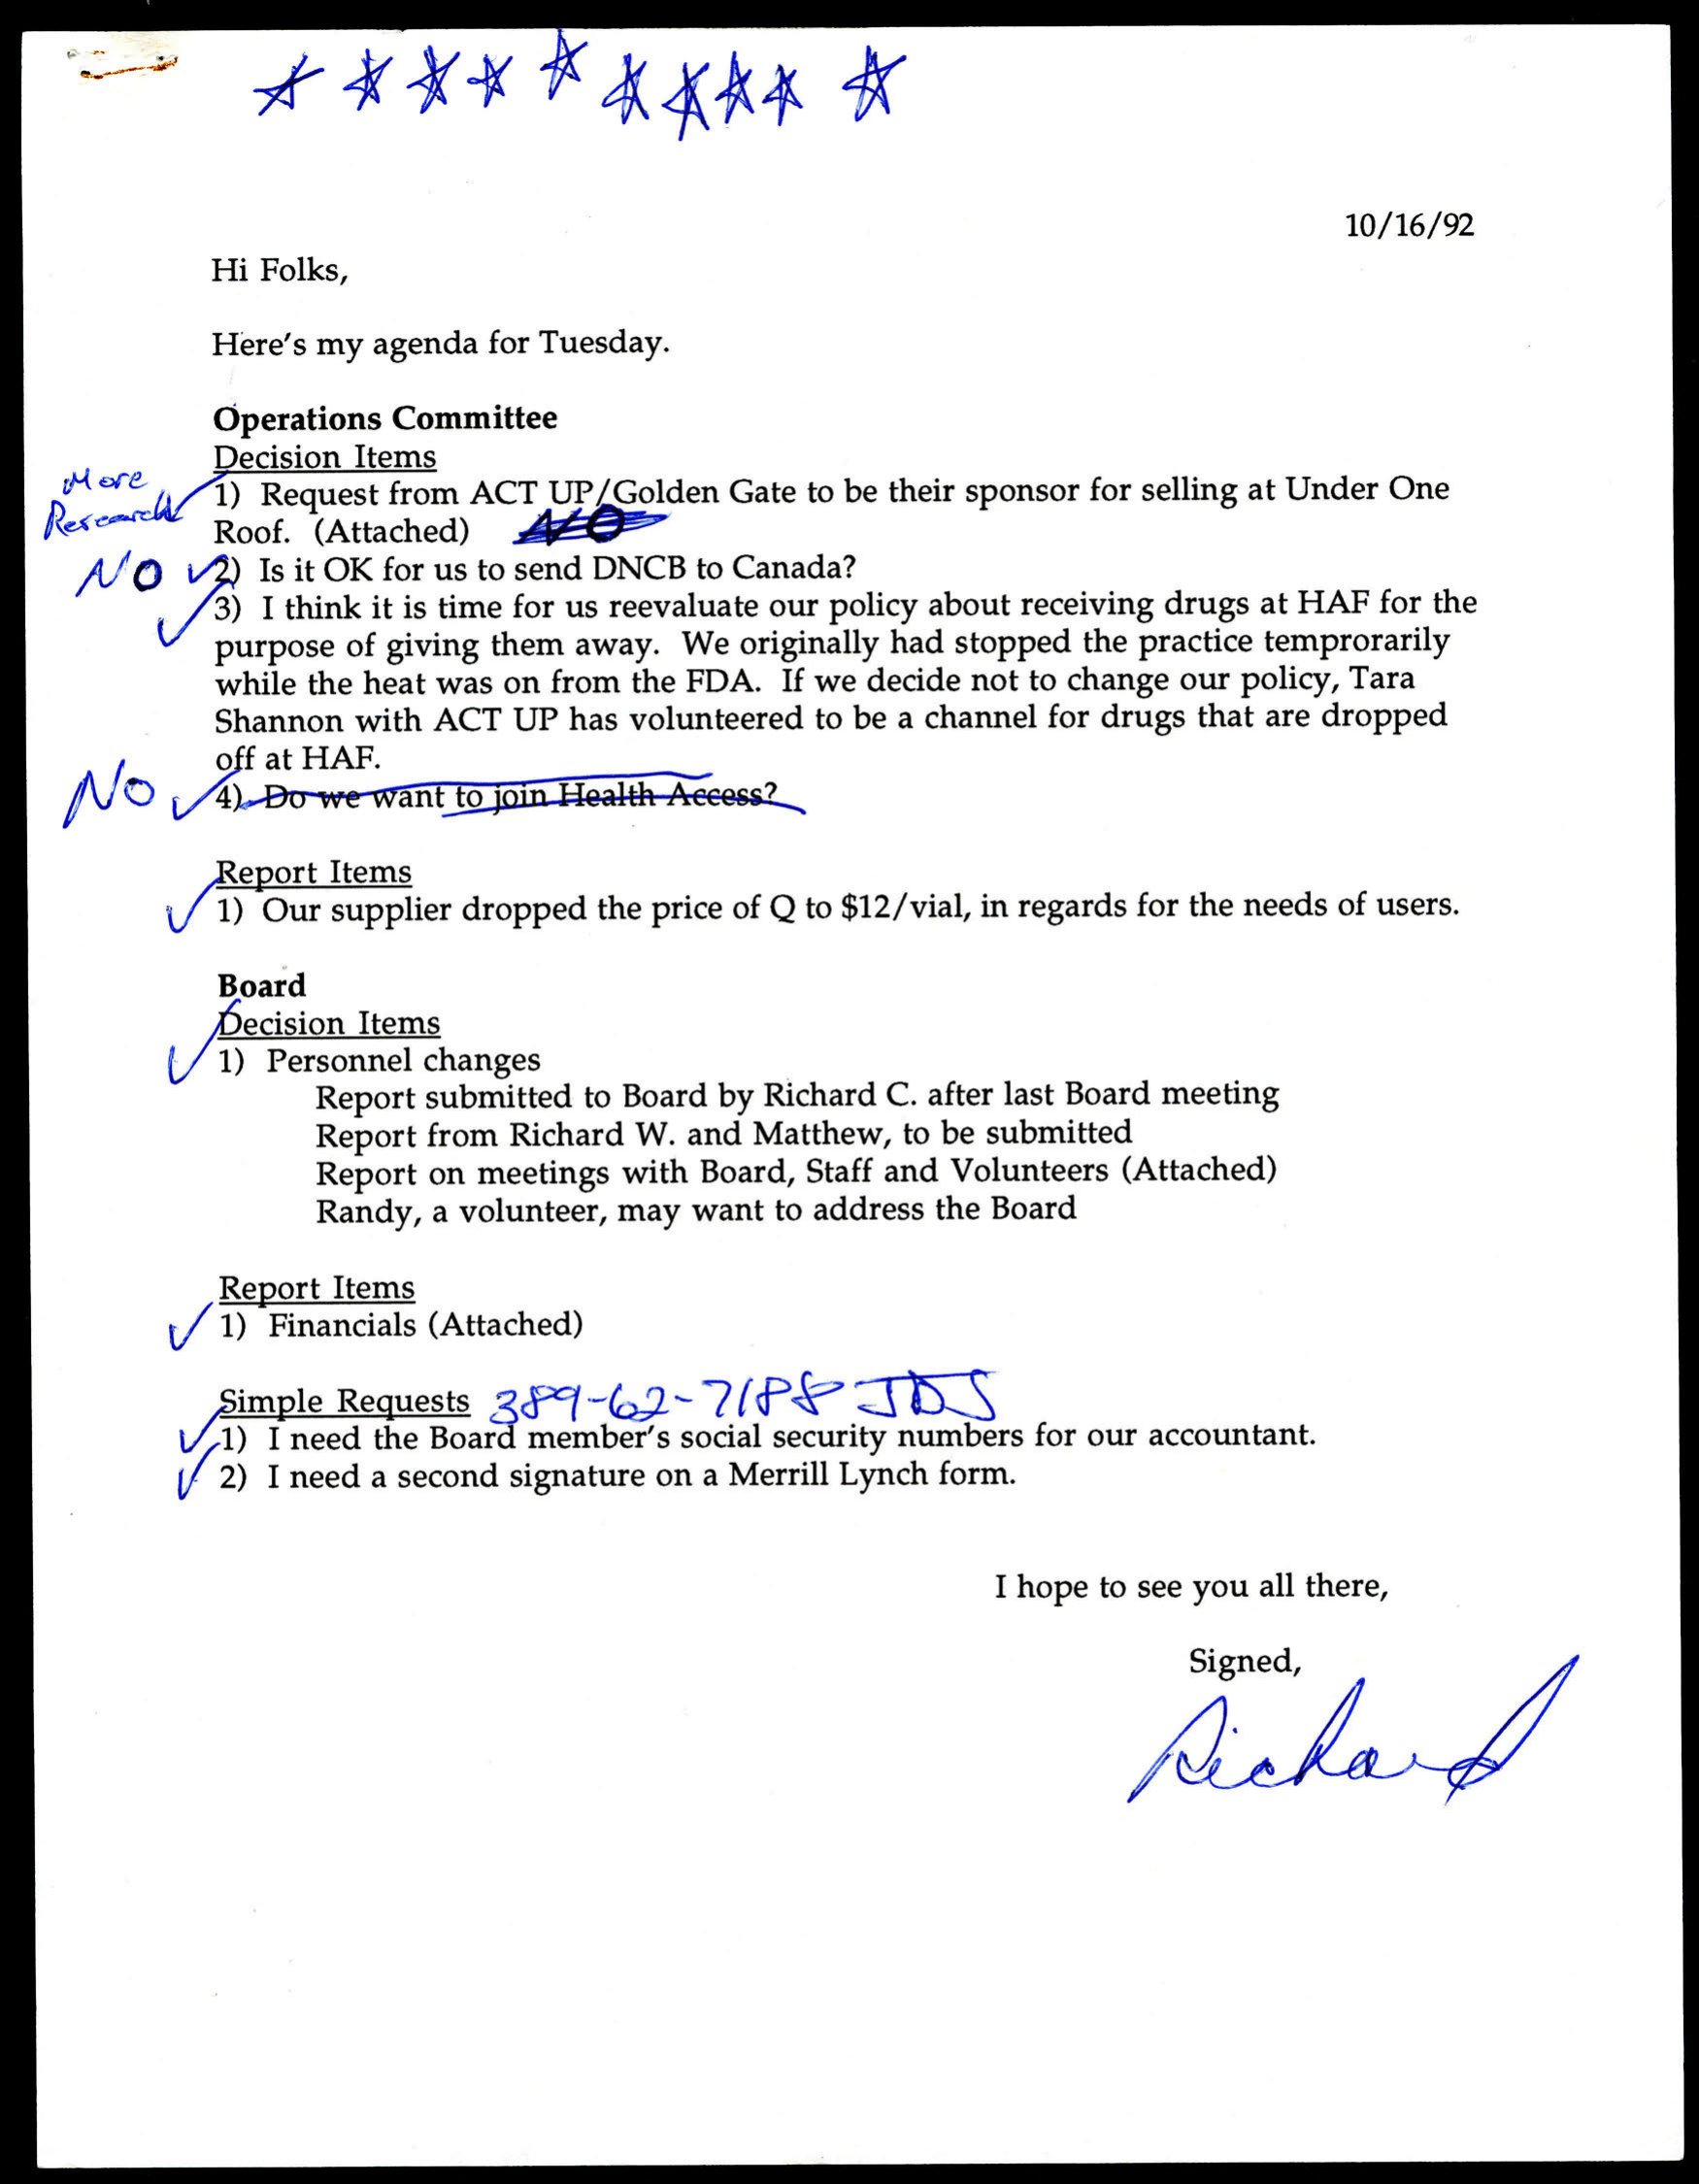 10/16/92
Hi Folks,
Here's my agenda for Tuesday.
Operations Committee
Decision Items
More
Research
1) Request from ACT UP/Golden Gate to be their sponsor for selling at Under One
Roof. (Attached) NO
NO 2) Is it OK for us to send DNCB to Canada?
3) I think it is time for us reevaluate our policy about receiving drugs at HAF for the
purpose of giving them away. We originally had stopped the practice temprorarily
while the heat was on from the FDA. If we decide not to change our policy, Tara
Shannon with ACT UP has volunteered to be a channel for drugs that are dropped
off at HAF.
NO 4) Do we want to join Health Access?
Report Items
1) Our supplier dropped the price of Q to $12/vial, in regards for the needs of users.
Board
Decision Items
1) Personnel changes
Report submitted to Board by Richard C. after last Board meeting
Report from Richard W. and Matthew, to be submitted
Report on meetings with Board, Staff and Volunteers (Attached)
Randy, a volunteer, may want to address the Board
Report Items
1) Financials (Attached)
Simple Requests 389-62-7188 JDS
1) I need the Board member's social security numbers for our accountant.
2) I need a second signature on a Merrill Lynch form.
I hope to see you all there,
Signed,
Richard